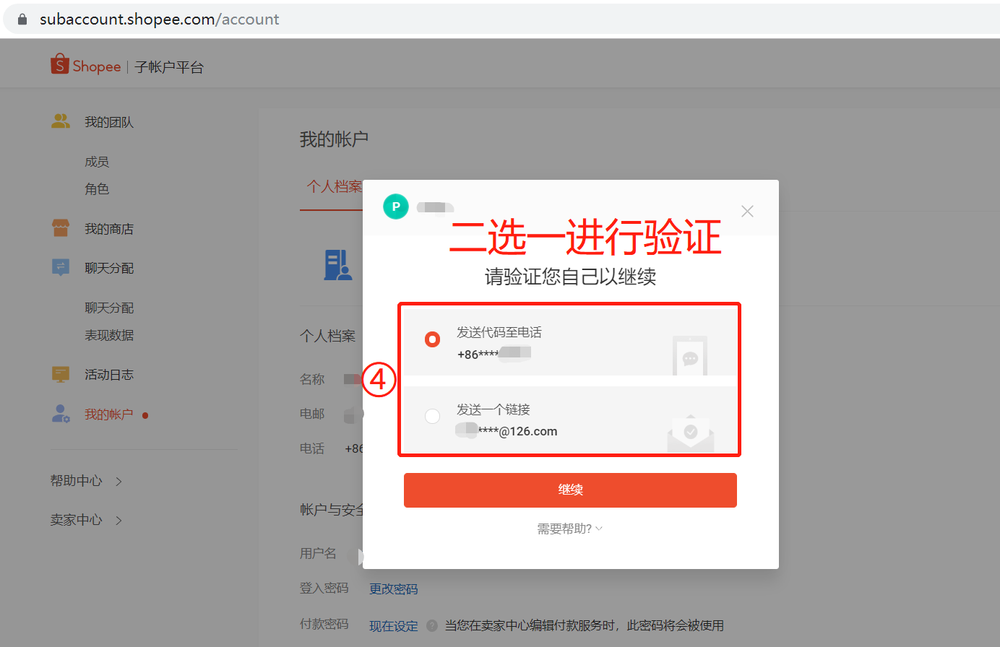 subaccount.shopee.com/account
Shopee | 子帐户平台
我的团队
成员
角色
我的商店
聊天分配
聊天分配
表现数据
活动日志
我的帐户
帮助中心
卖家中心
我的帐户
个人档案
个人档案
名称
电邮
电话 +86
帐户与安全
用户名
登入密码 更改密码
付款密码 现在设定 ? 当您在卖家中心编辑付款服务时，此密码将会被使用
P
二选一进行验证
请验证您自己以继续
④
发送代码至电话
+86****
发送一个链接
****@126.com
继续
需要帮助?